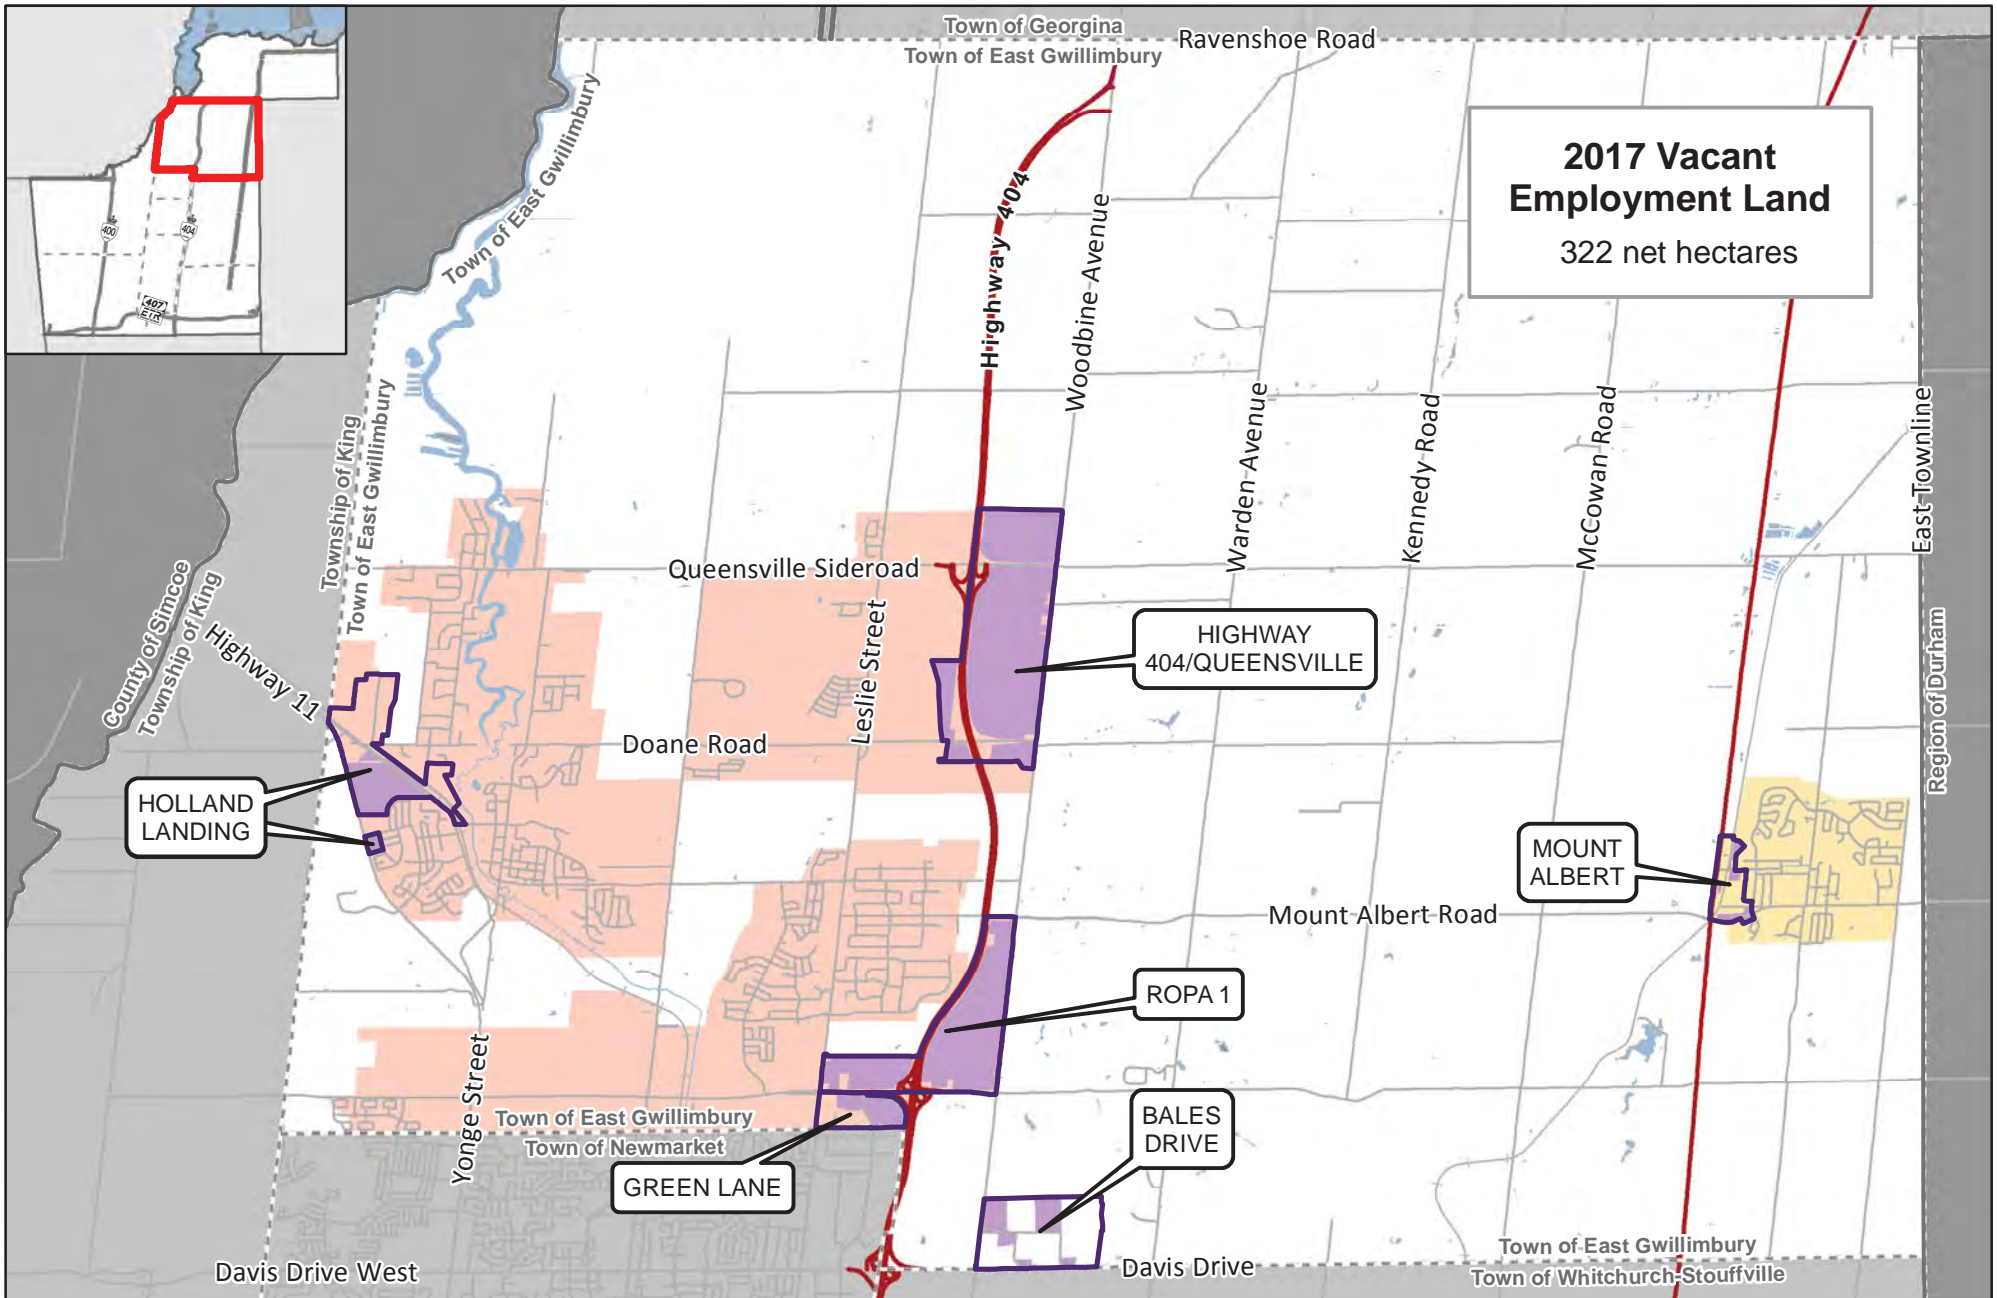 Town of Georgina
Town of East Gwillimbury
Ravenshoe Road
2017 Vacant
Employment Land
322 net hectares
400
404
407
ETR
Town of East Gwillimbury
Highway 404
Woodbine Avenue
Township of King
Town of East Gwillimbury
Warden Avenue
Kennedy Road
McCowan Road
East Townline
County of Simcoe
Township of King
Highway 11
Queensville Sideroad
Leslie Street
HIGHWAY
404/QUEENSVILLE
Region of Durham
Doane Road
HOLLAND
LANDING
MOUNT
ALBERT
Mount Albert Road
ROPA 1
Yonge Street
Town of East Gwillimbury
Town of Newmarket
BALES
DRIVE
GREEN LANE
Davis Drive West
Davis Drive
Town of East Gwillimbury
Town of Whitchurch-Stouffville